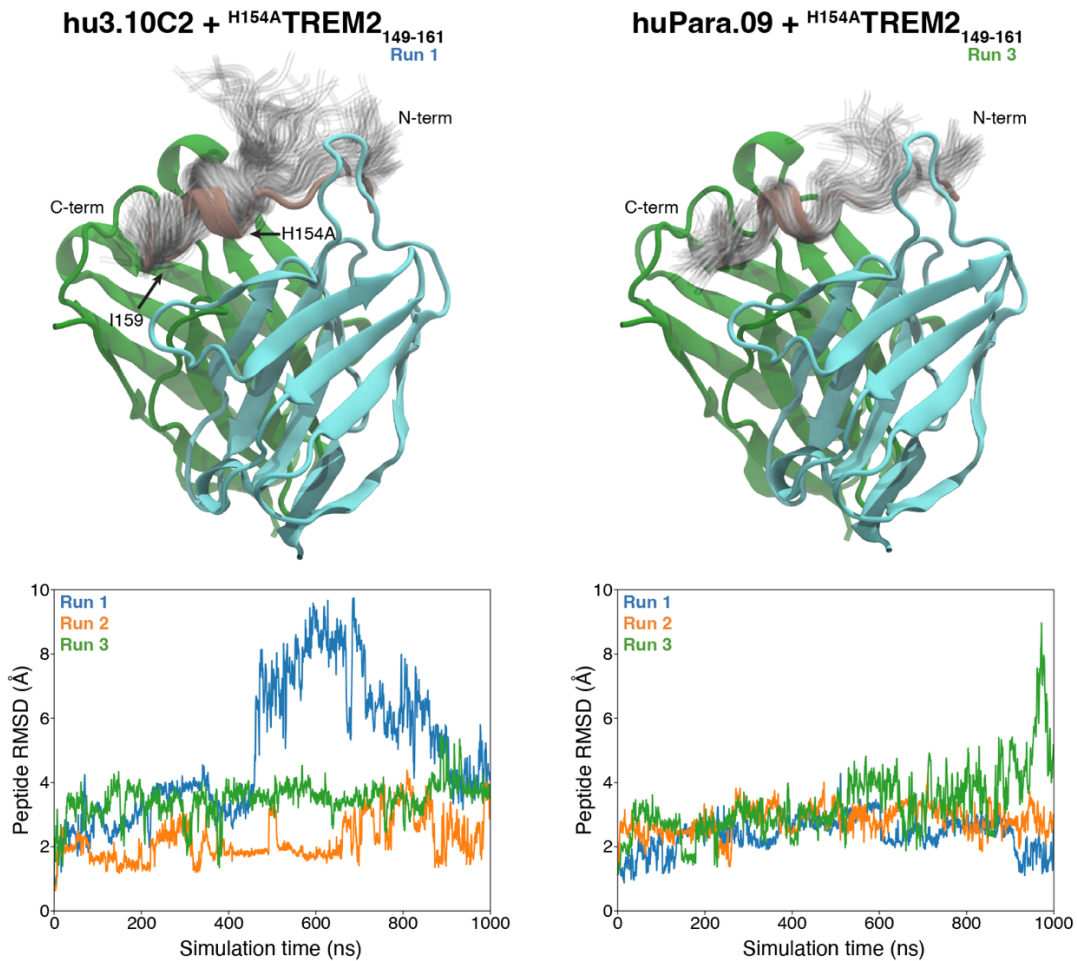 hu3.10C2 + H154ATREM2149-161
Run 1
N-term
C-term
H154A
I159
huPara.09 + H154ATREM2149-161
Run 3
N-term
C-term
Run 1
Run 2
Run 3
Peptide RMSD (Å)
10
8
6
4
2
0
0 200 400 600 800 1000
Simulation time (ns)
Run 1
Run 2
Run 3
Peptide RMSD (Å)
10
8
6
4
2
0
0 200 400 600 800 1000
Simulation time (ns)